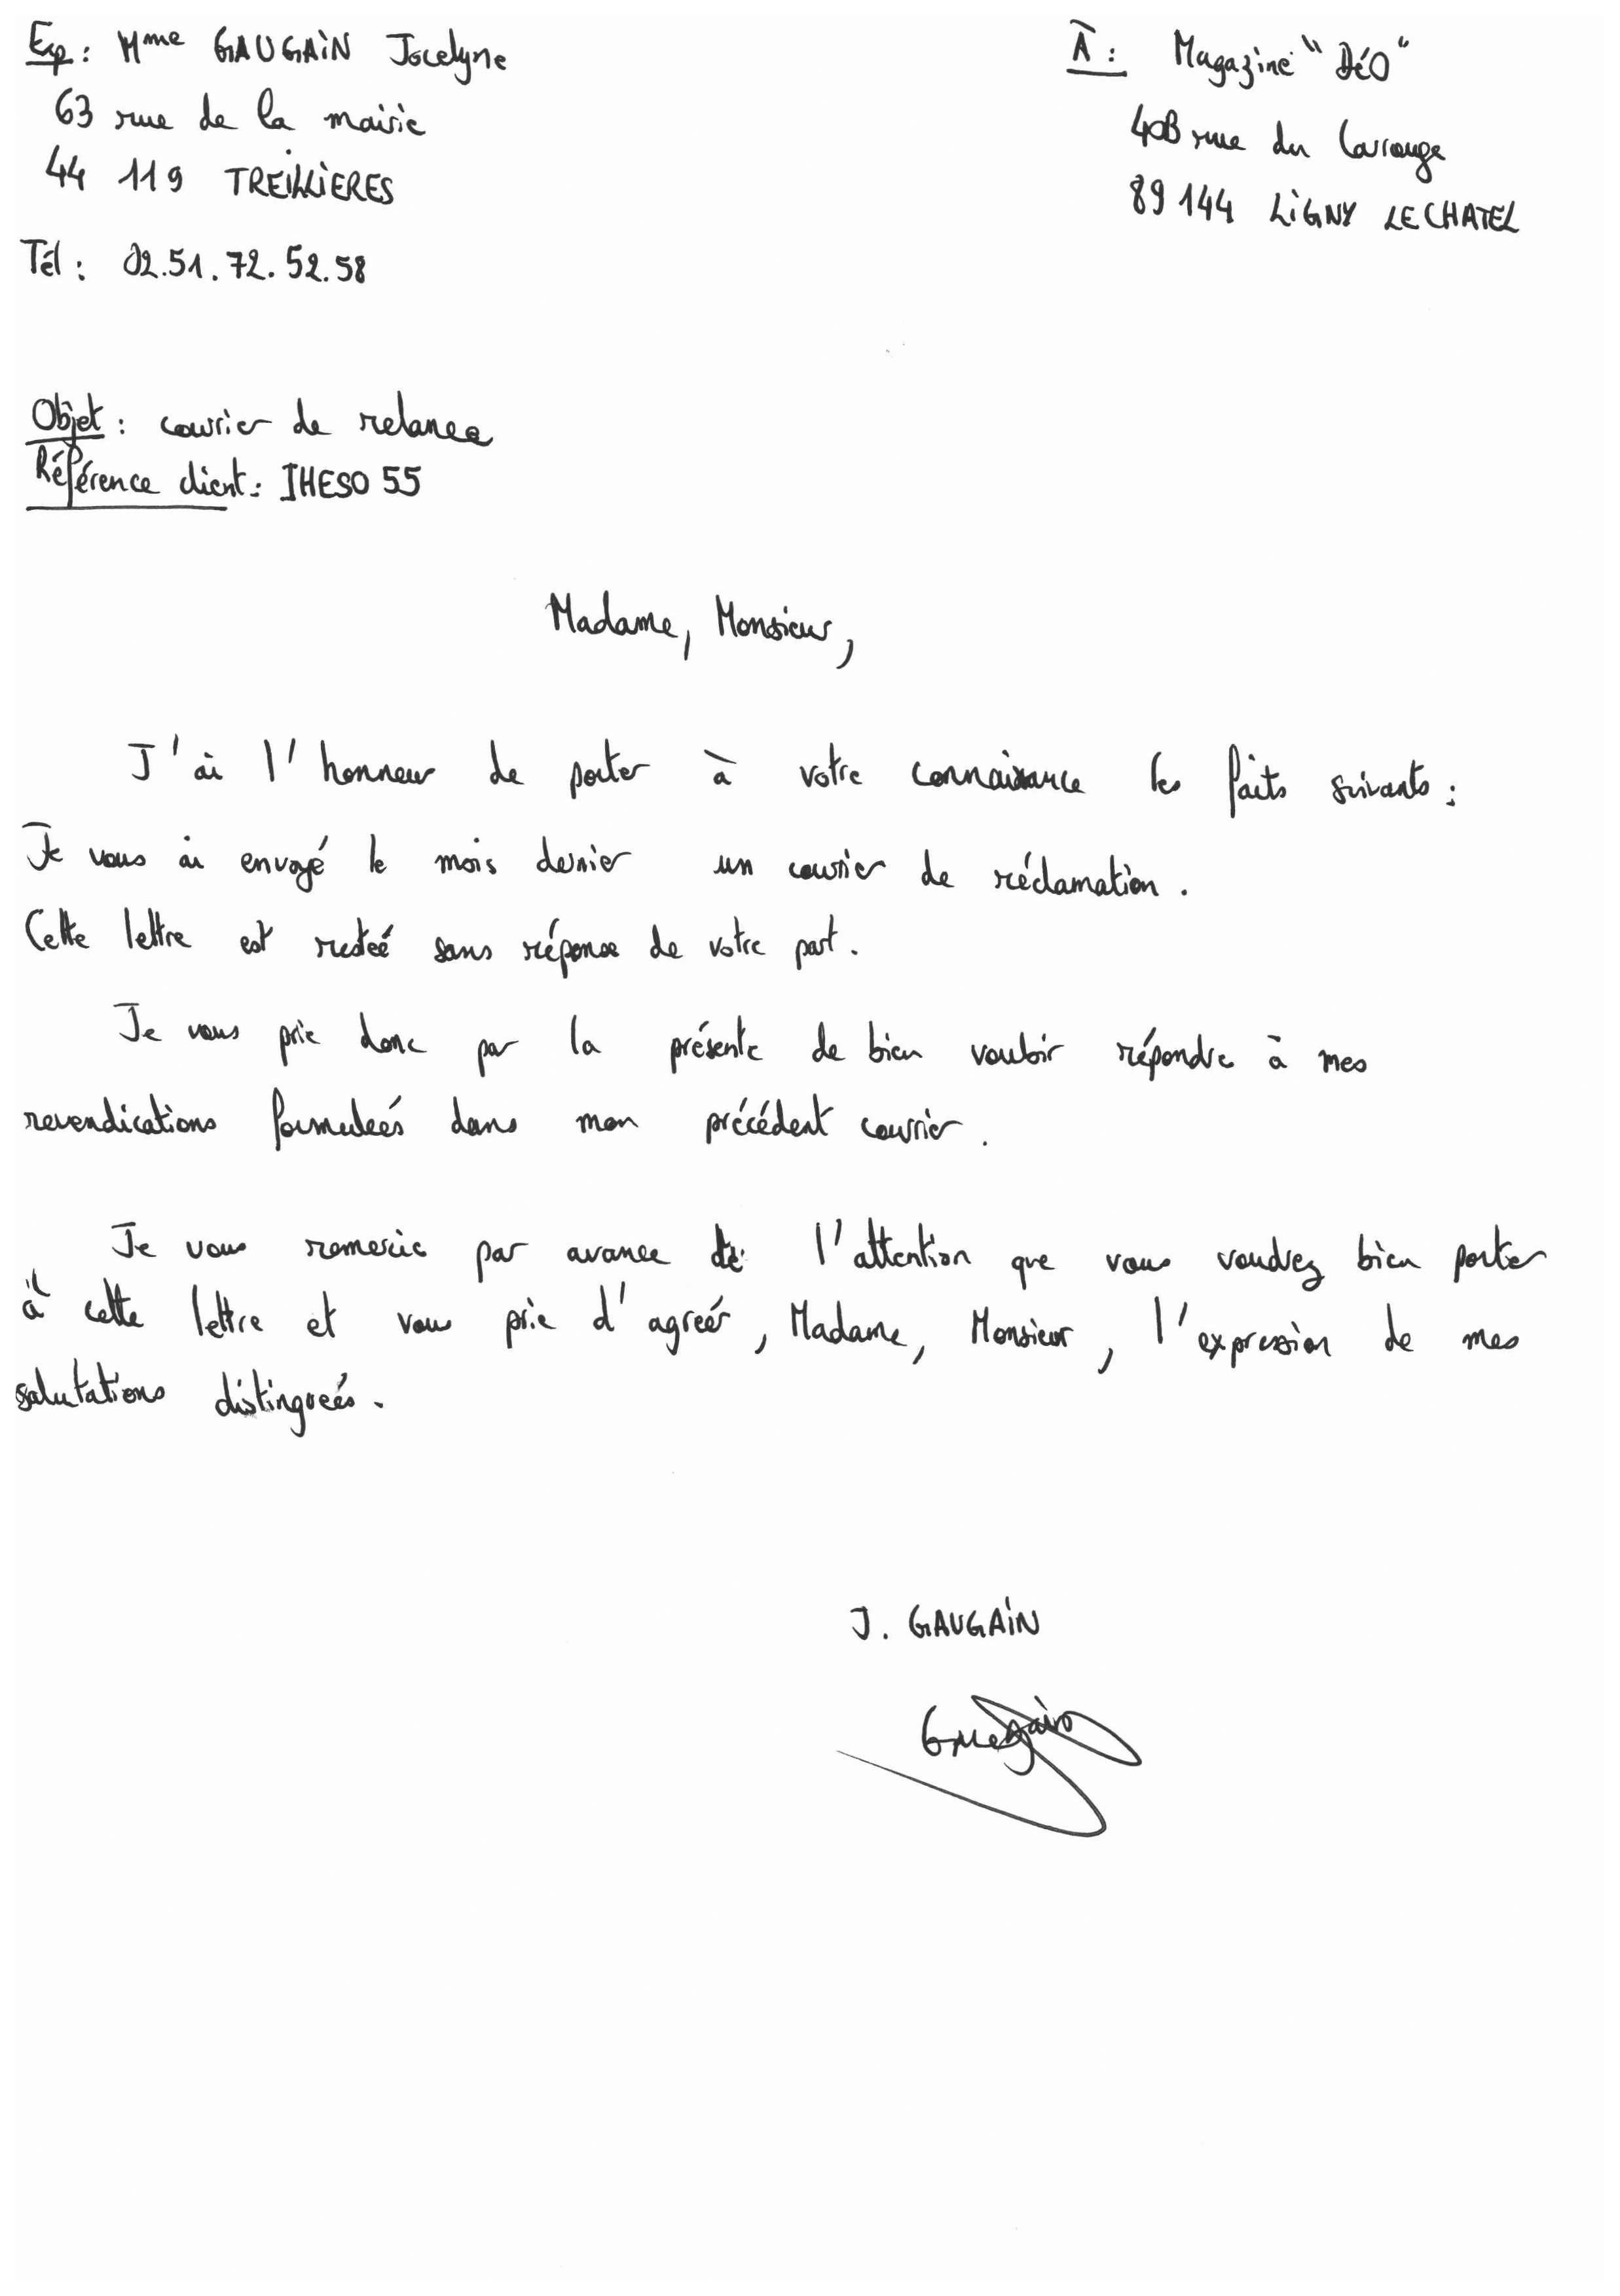 Exp: Mme GAUGAIN Jocelyne
63 rue de la mairie
44 119 TREILLIERES
Tél: 02.51.72.52.58
À: Magazine "DéO"
40B rue du Carouge
89144 LIGNY LE CHATEL
Objet: courrier de relance
Référence client: IHESO 55
Madame, Monsieur,
J'ai l'honneur de porter à votre connaissance les faits suivants:
Je vous ai envoyé le mois dernier un courrier de réclamation.
Cette lettre est restée sans réponse de votre part.
Je vous prie donc par la présente de bien vouloir répondre à mes
revendications formulées dans mon précédent courrier.
Je vous remercie par avance de l'attention que vous voudrez bien porter
à cette lettre et vous prie d'agréer, Madame, Monsieur, l'expression de mes
salutations distinguées.
J. GAUGAIN
Gaugain